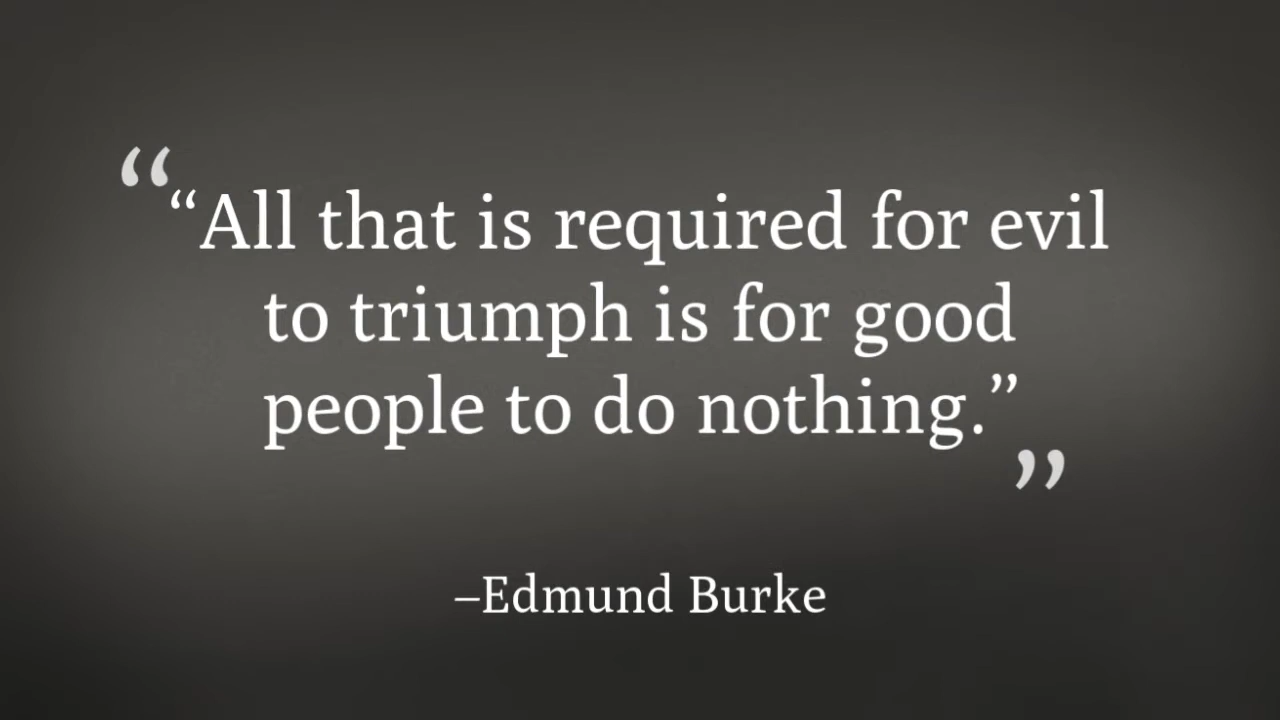 ““All that is required for evil
to triumph is for good
people to do nothing.””
–Edmund Burke